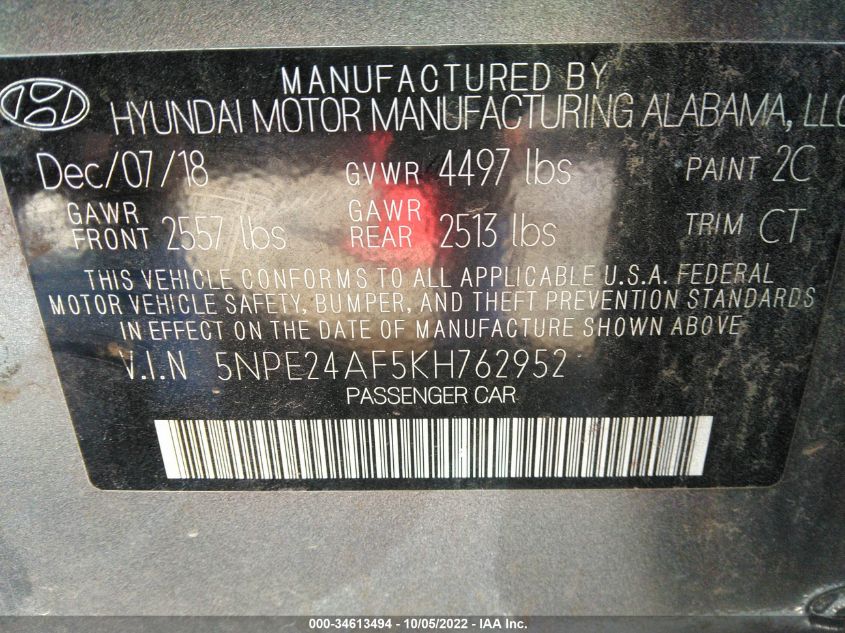 MANUFACTURED BY
HYUNDAI MOTOR MANUFACTURING ALABAMA, LLC
Dec/07/18 GVWR 4497 lbs PAINT 2C
GAWR FRONT 2557 lbs GAWR REAR 2513 lbs TRIM CT
THIS VEHICLE CONFORMS TO ALL APPLICABLE U.S.A. FEDERAL
MOTOR VEHICLE SAFETY, BUMPER, AND THEFT PREVENTION STANDARDS
IN EFFECT ON THE DATE OF MANUFACTURE SHOWN ABOVE
V.I.N 5NPE24AF5KH762952
PASSENGER CAR
000-34613494 - 10/05/2022 - IAA Inc.